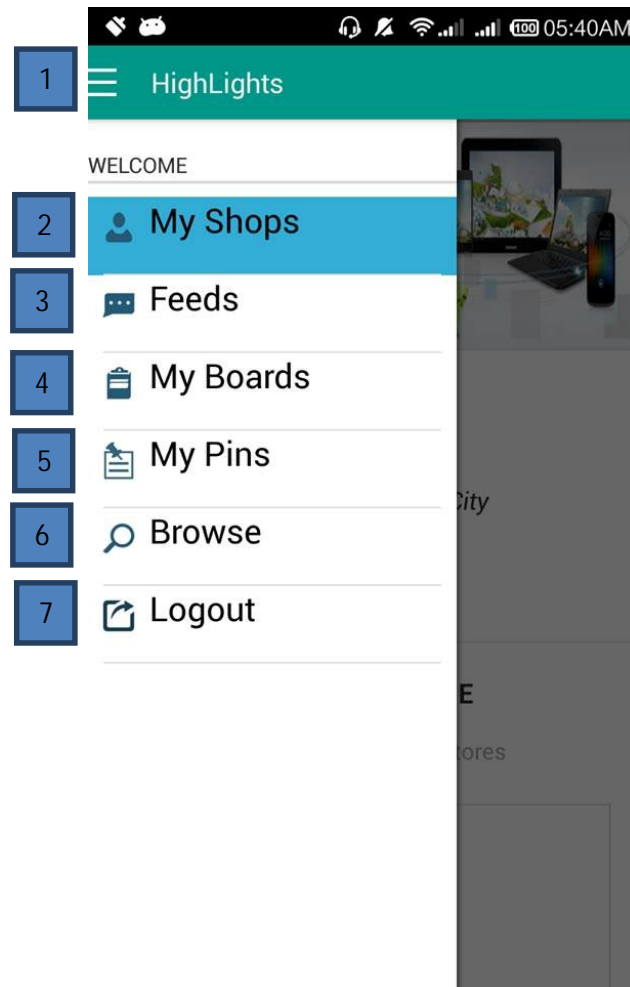 100 05:40AM
1
HighLights
WELCOME
2
My Shops
3
Feeds
4
My Boards
5
My Pins
City
6
Browse
7
Logout
E
tores